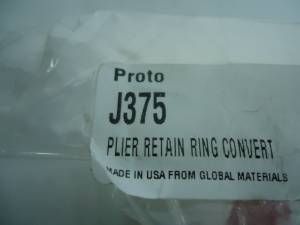 Proto
J375
PLIER RETAIN RING CONVERT
MADE IN USA FROM GLOBAL MATERIALS